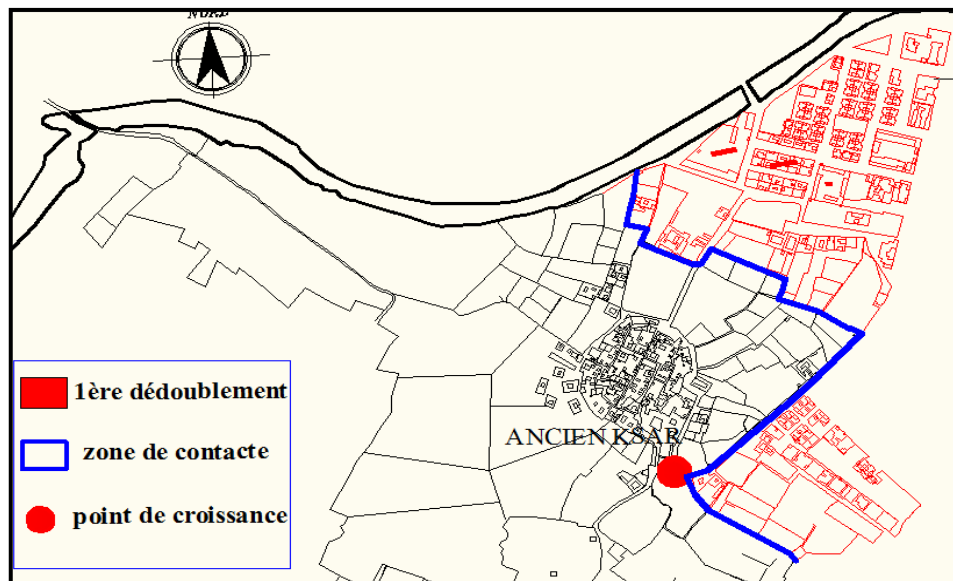 NORD
ANCIEN KSAR
1ère dédoublement
zone de contacte
point de croissance